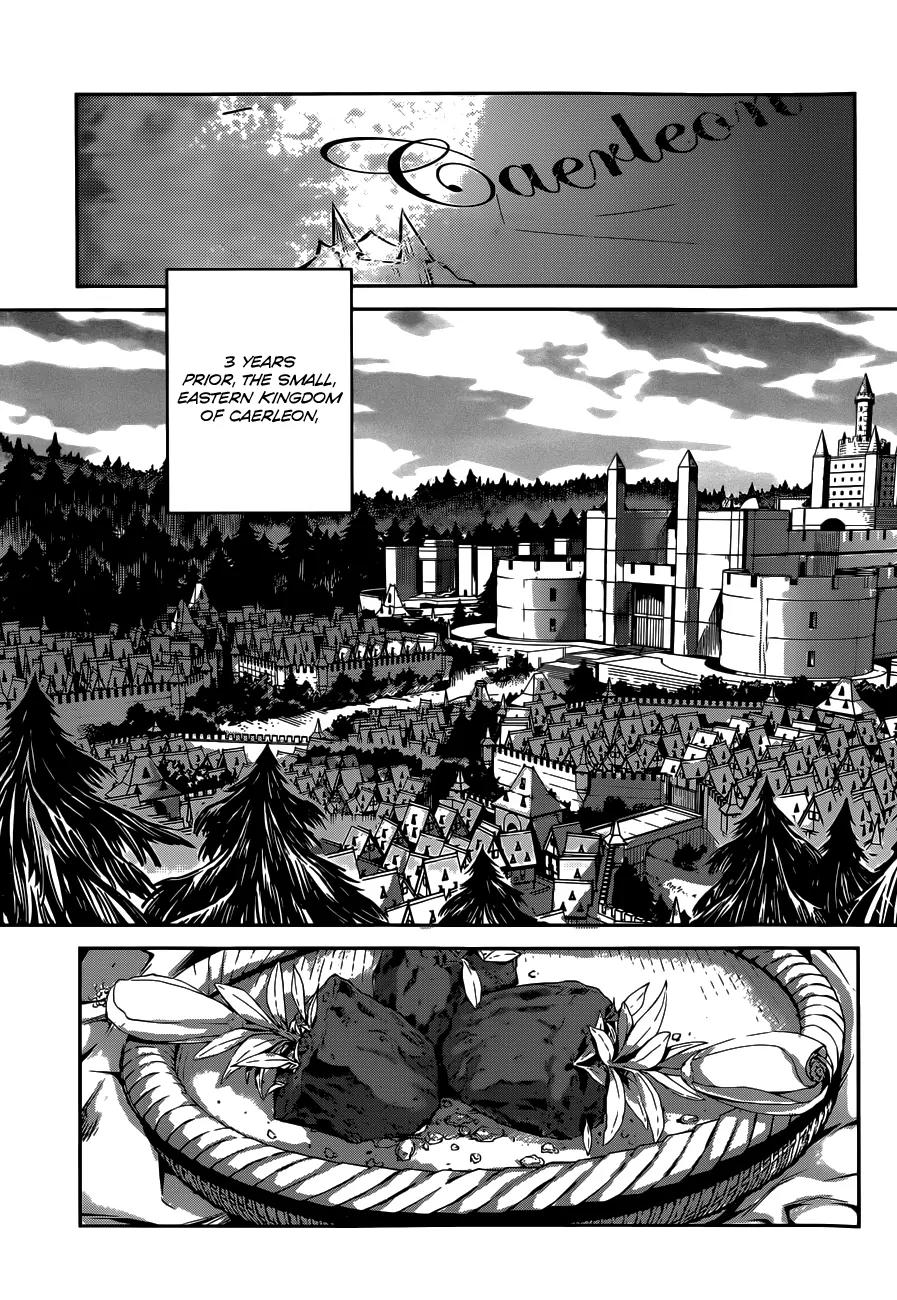 Caerleon
3 YEARS
PRIOR, THE SMALL,
EASTERN KINGDOM
OF CAERLEON,